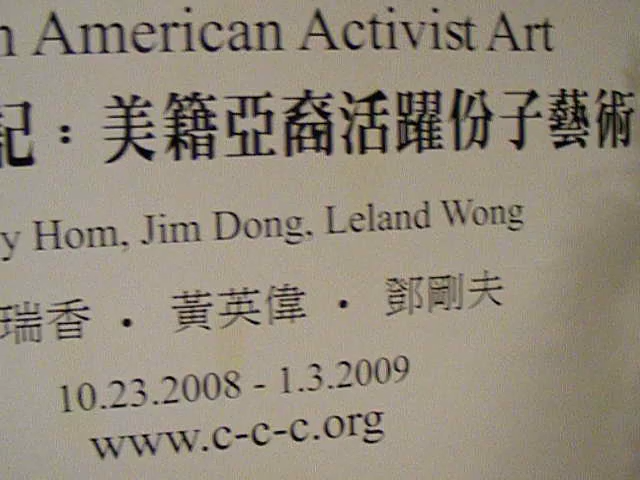 n American Activist Art
記：美籍亞裔活躍份子藝術
y Hom, Jim Dong, Leland Wong
瑞香 · 黃英偉 · 鄧剛夫
10.23.2008 - 1.3.2009
www.c-c-c.org